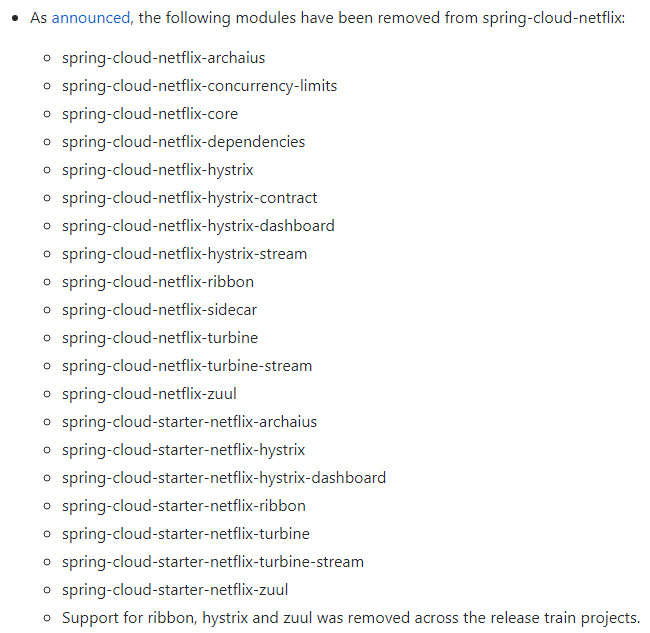 As announced, the following modules have been removed from spring-cloud-netflix:
spring-cloud-netflix-archaius
spring-cloud-netflix-concurrency-limits
spring-cloud-netflix-core
spring-cloud-netflix-dependencies
spring-cloud-netflix-hystrix
spring-cloud-netflix-hystrix-contract
spring-cloud-netflix-hystrix-dashboard
spring-cloud-netflix-hystrix-stream
spring-cloud-netflix-ribbon
spring-cloud-netflix-sidecar
spring-cloud-netflix-turbine
spring-cloud-netflix-turbine-stream
spring-cloud-netflix-zuul
spring-cloud-starter-netflix-archaius
spring-cloud-starter-netflix-hystrix
spring-cloud-starter-netflix-hystrix-dashboard
spring-cloud-starter-netflix-ribbon
spring-cloud-starter-netflix-turbine
spring-cloud-starter-netflix-turbine-stream
spring-cloud-starter-netflix-zuul
Support for ribbon, hystrix and zuul was removed across the release train projects.